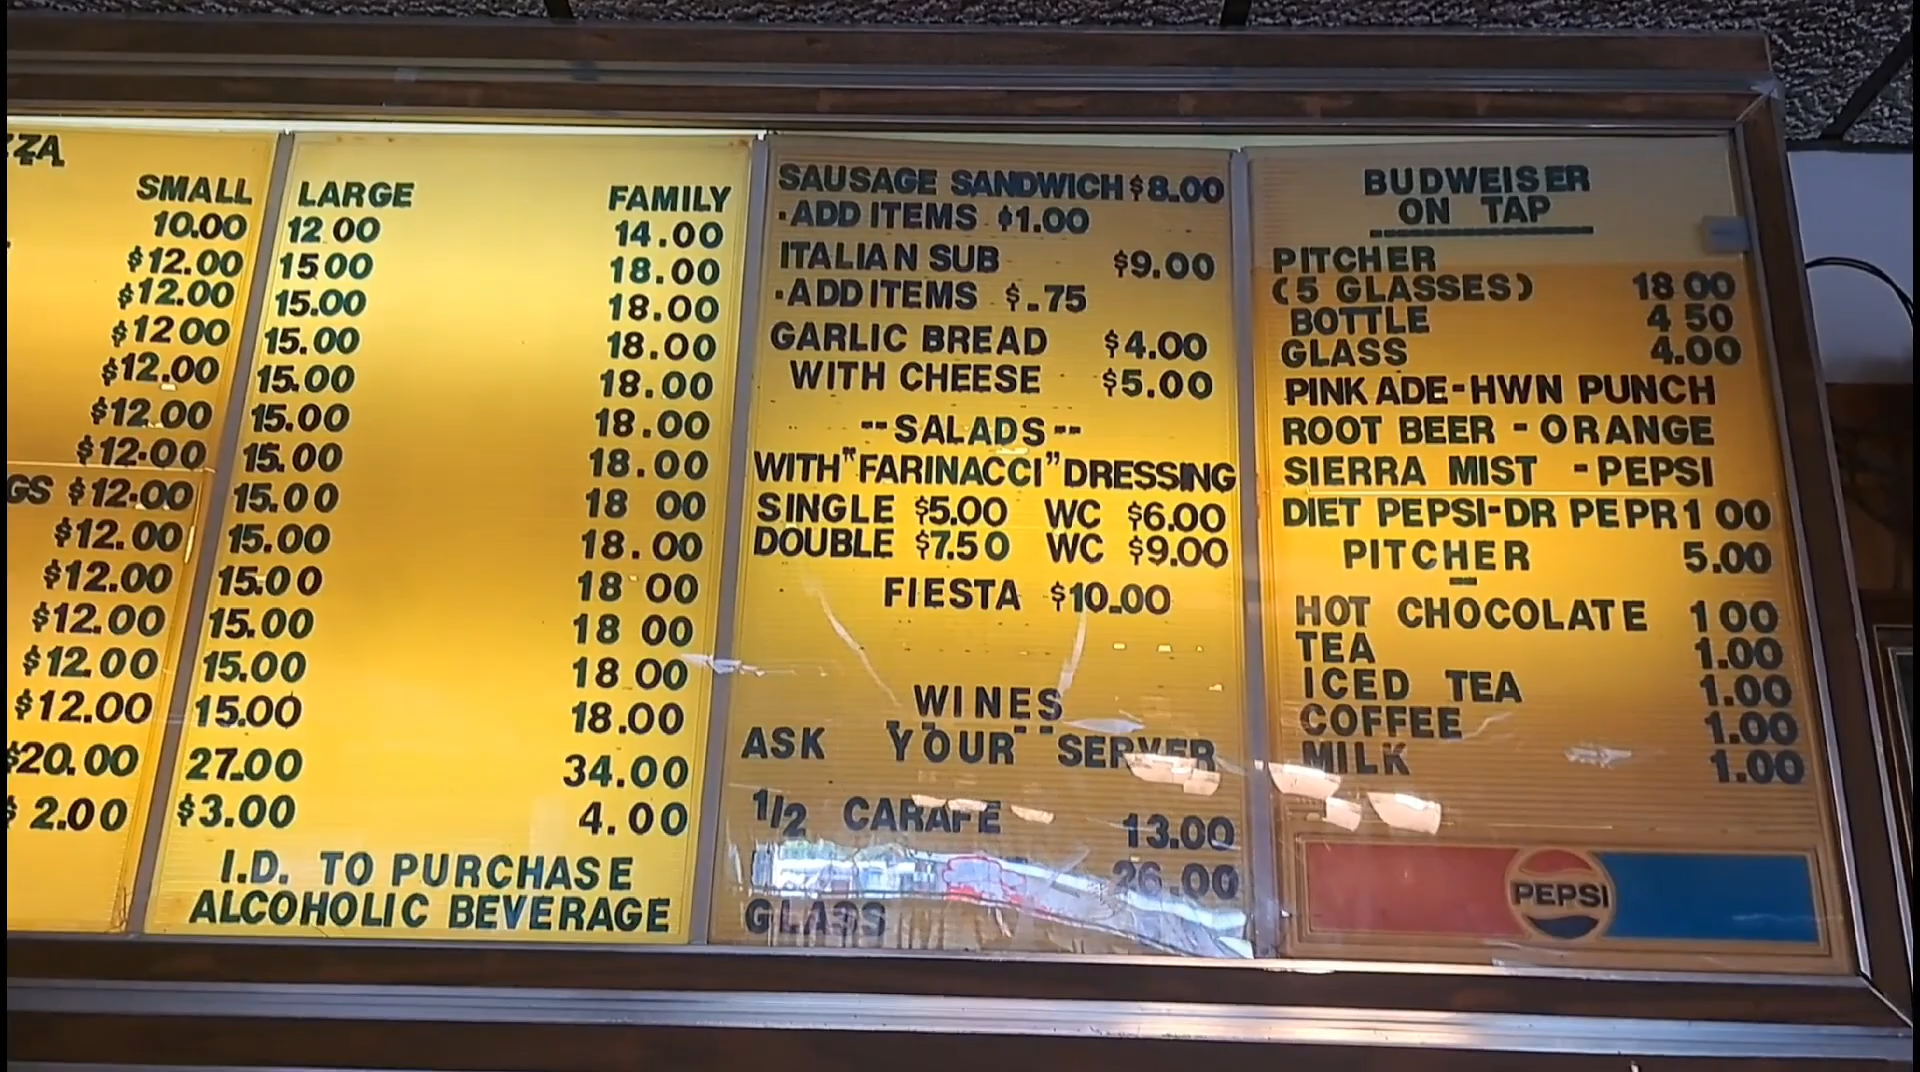 ZZA
SMALL
10.00
$12.00
$12.00
$12 00
$12.00
$12.00
$12.00
GS $12.00
$12.00
$12.00
$12.00
$12.00
$12.00
$20.00
$ 2.00
LARGE FAMILY
12 00 14.00
15 00 18.00
15.00 18.00
15.00 18.00
15.00 18.00
15.00 18.00
15.00 18.00
15.00 18 00
15.00 18.00
15.00 18 00
15.00 18 00
15.00 18 00
15.00 18.00
27.00 34.00
$3.00 4.00
I.D. TO PURCHASE
ALCOHOLIC BEVERAGE
SAUSAGE SANDWICH $8.00
·ADD ITEMS $1.00
ITALIAN SUB $9.00
·ADD ITEMS $.75
GARLIC BREAD $4.00
WITH CHEESE $5.00
--SALADS--
WITH "FARINACCI" DRESSING
SINGLE $5.00 WC $6.00
DOUBLE $7.50 WC $9.00
FIESTA $10.00
WINES
ASK YOUR SERVER
1/2 CARAFE 13.00
26.00
GLASS
BUDWEISER
ON TAP
PITCHER
(5 GLASSES) 18 00
BOTTLE 4 50
GLASS 4.00
PINK ADE-HWN PUNCH
ROOT BEER - ORANGE
SIERRA MIST - PEPSI
DIET PEPSI-DR PEPR 1 00
PITCHER 5.00
HOT CHOCOLATE 1 00
TEA 1.00
ICED TEA 1.00
COFFEE 1.00
MILK 1.00
PEPSI